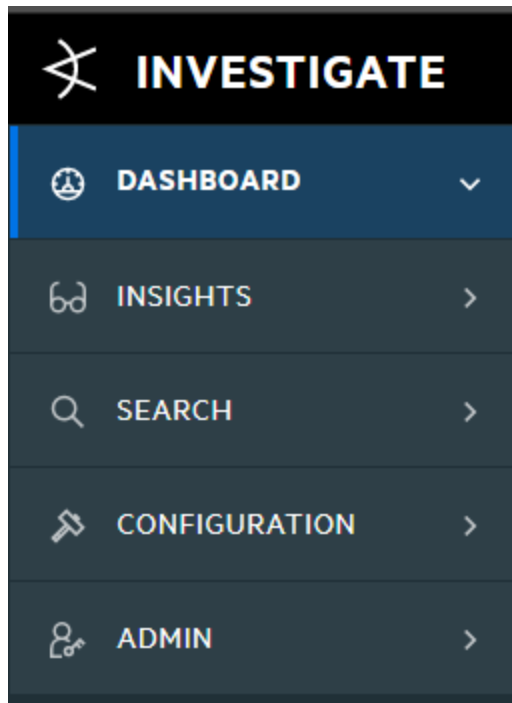 INVESTIGATE
DASHBOARD
INSIGHTS
SEARCH
CONFIGURATION
ADMIN